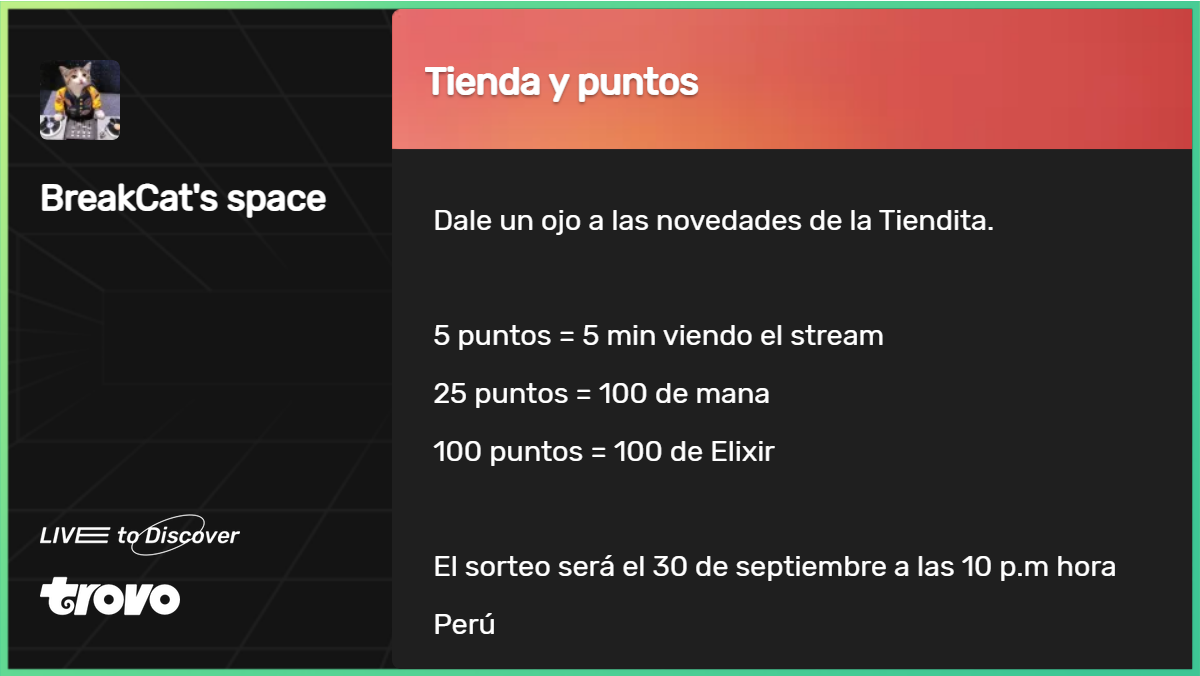 BreakCat's space
LIVE to Discover
trovo
Tienda y puntos
Dale un ojo a las novedades de la Tiendita.
5 puntos = 5 min viendo el stream
25 puntos = 100 de mana
100 puntos = 100 de Elixir
El sorteo será el 30 de septiembre a las 10 p.m hora
Perú